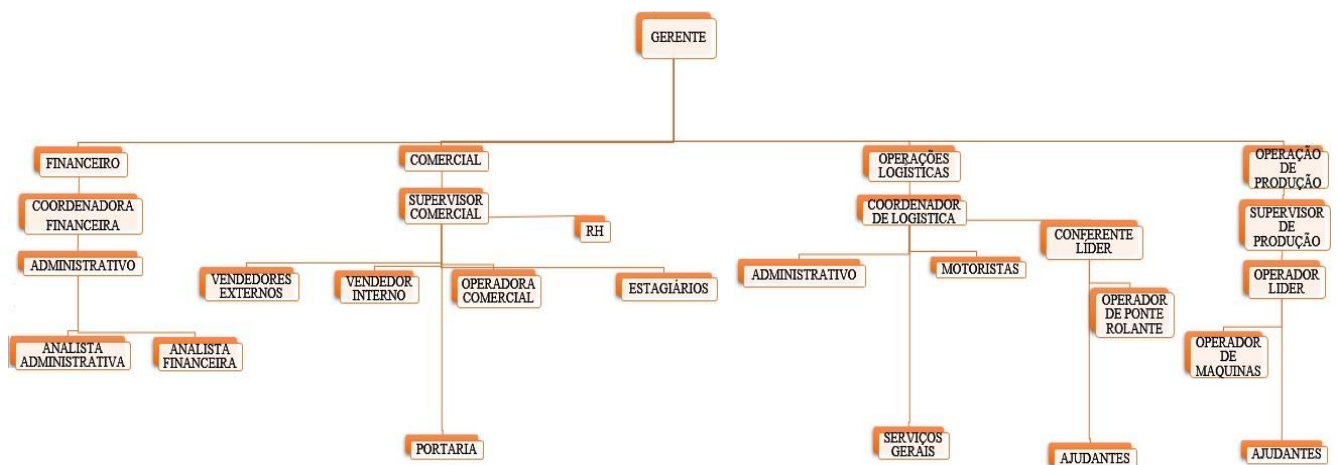 GERENTE
FINANCEIRO
COMERCIAL
OPERAÇÕES
LOGISTICAS
OPERAÇÃO
DE
PRODUÇÃO
COORDENADORA
FINANCEIRA
SUPERVISOR
COMERCIAL
RH
COORDENADOR
DE LOGISTICA
CONFERENTE
LÍDER
SUPERVISOR
DE
PRODUÇÃO
ADMINISTRATIVO
VENDEDORES
EXTERNOS
VENDEDOR
INTERNO
OPERADORA
COMERCIAL
ESTAGIÁRIOS
ADMINISTRATIVO
MOTORISTAS
OPERADOR
DE PONTE
ROLANTE
OPERADOR
LIDER
ANALISTA
ADMINISTRATIVA
ANALISTA
FINANCEIRA
OPERADOR
DE
MAQUINAS
PORTARIA
SERVIÇOS
GERAIS
AJUDANTES
AJUDANTES